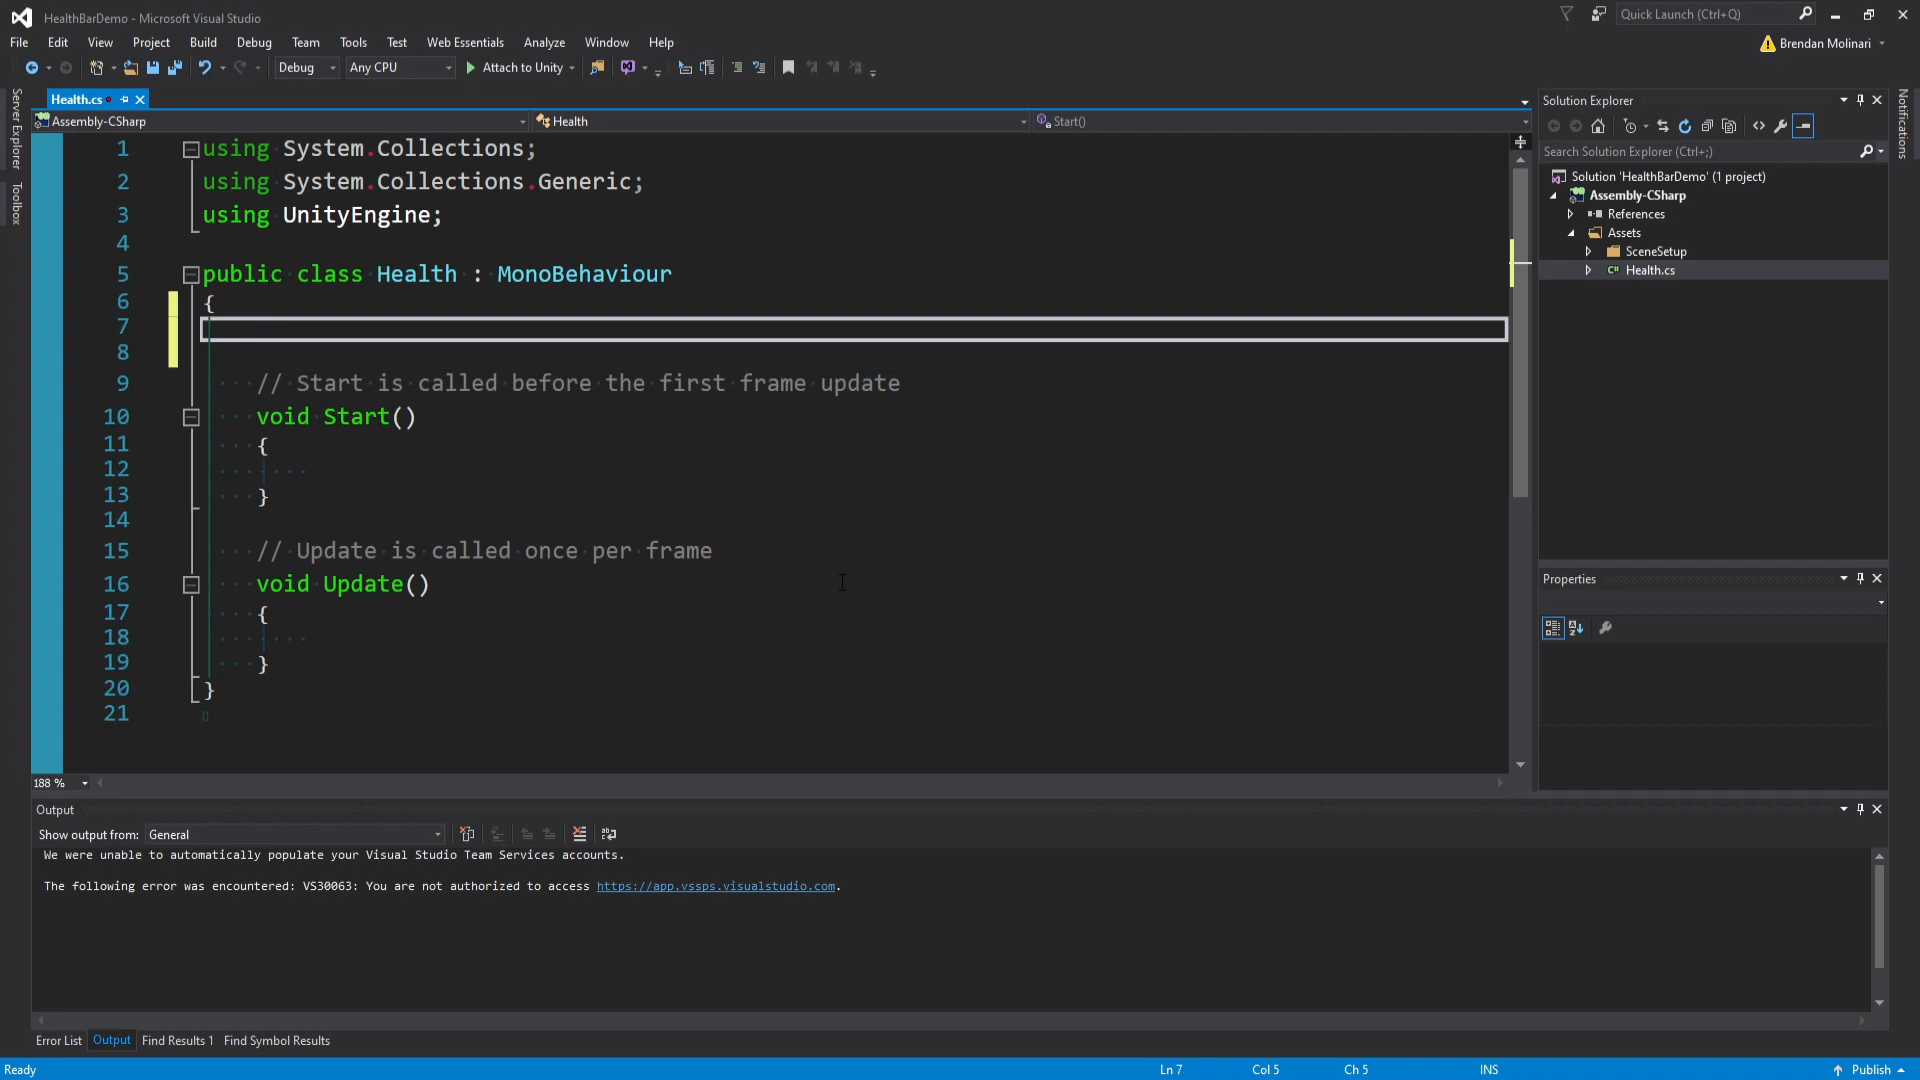 HealthBarDemo - Microsoft Visual Studio
Quick Launch (Ctrl+Q)
File Edit View Project Build Debug Team Tools Test Web Essentials Analyze Window Help
Brendan Molinari
Debug Any CPU Attach to Unity
Server Explorer
Toolbox
Health.cs
Assembly-CSharp Health Start()
1 using System.Collections;
2 using System.Collections.Generic;
3 using UnityEngine;
4
5 public class Health : MonoBehaviour
6 {
7
8
9 // Start is called before the first frame update
10 void Start()
11 {
12
13 }
14
15 // Update is called once per frame
16 void Update()
17 {
18
19 }
20 }
21
188 %
Solution Explorer
Search Solution Explorer (Ctrl+;)
Solution 'HealthBarDemo' (1 project)
Assembly-CSharp
References
Assets
SceneSetup
C# Health.cs
Notifications
Properties
Output
Show output from: General
We were unable to automatically populate your Visual Studio Team Services accounts.
The following error was encountered: VS30063: You are not authorized to access https://app.vssps.visualstudio.com.
Error List Output Find Results 1 Find Symbol Results
Ready Ln 7 Col 5 Ch 5 INS Publish